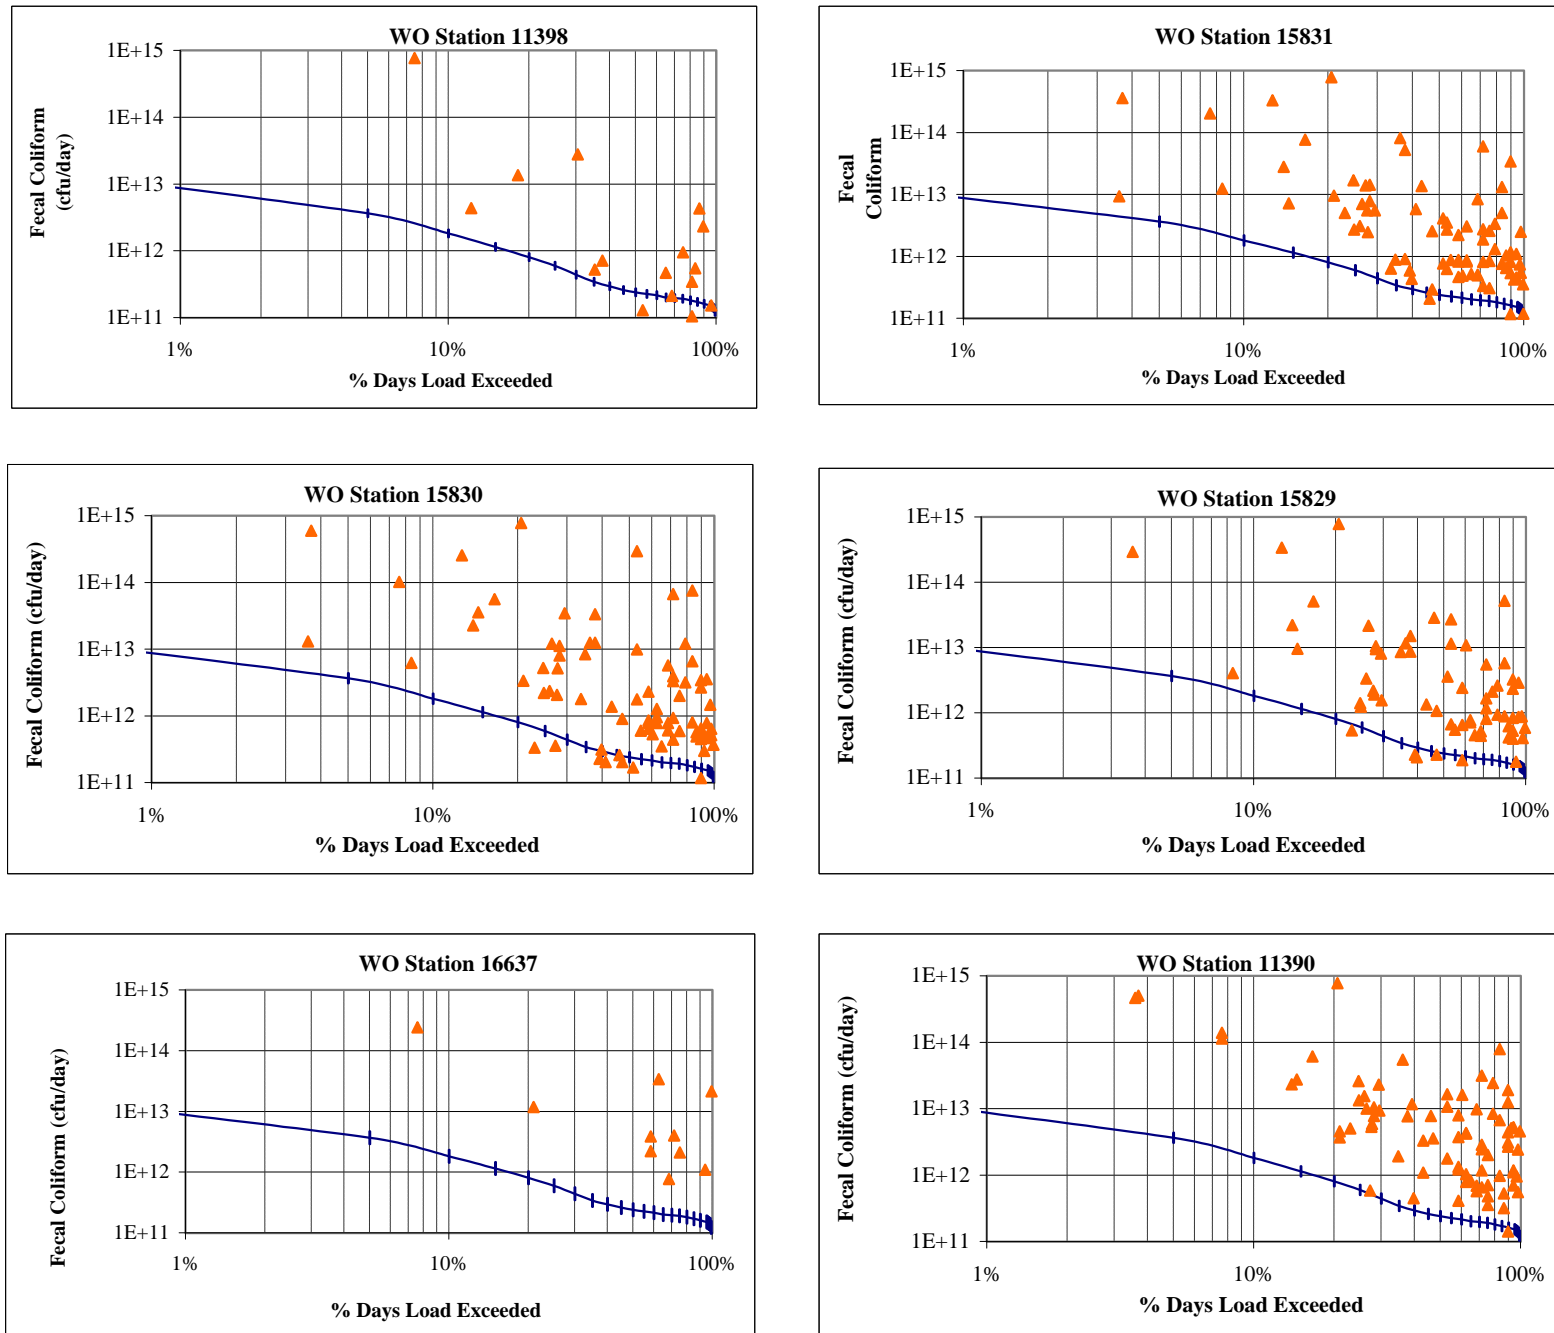 WO Station 11398
Fecal Coliform
(cfu/day)
1E+15
1E+14
1E+13
1E+12
1E+11
1%
10%
100%
% Days Load Exceeded
WO Station 15831
Fecal
Coliform
1E+15
1E+14
1E+13
1E+12
1E+11
1%
10%
100%
% Days Load Exceeded
WO Station 15830
Fecal Coliform (cfu/day)
1E+15
1E+14
1E+13
1E+12
1E+11
1%
10%
100%
% Days Load Exceeded
WO Station 15829
Fecal Coliform (cfu/day)
1E+15
1E+14
1E+13
1E+12
1E+11
1%
10%
100%
% Days Load Exceeded
WO Station 16637
Fecal Coliform (cfu/day)
1E+15
1E+14
1E+13
1E+12
1E+11
1%
10%
100%
% Days Load Exceeded
WO Station 11390
Fecal Coliform (cfu/day)
1E+15
1E+14
1E+13
1E+12
1E+11
1%
10%
100%
% Days Load Exceeded